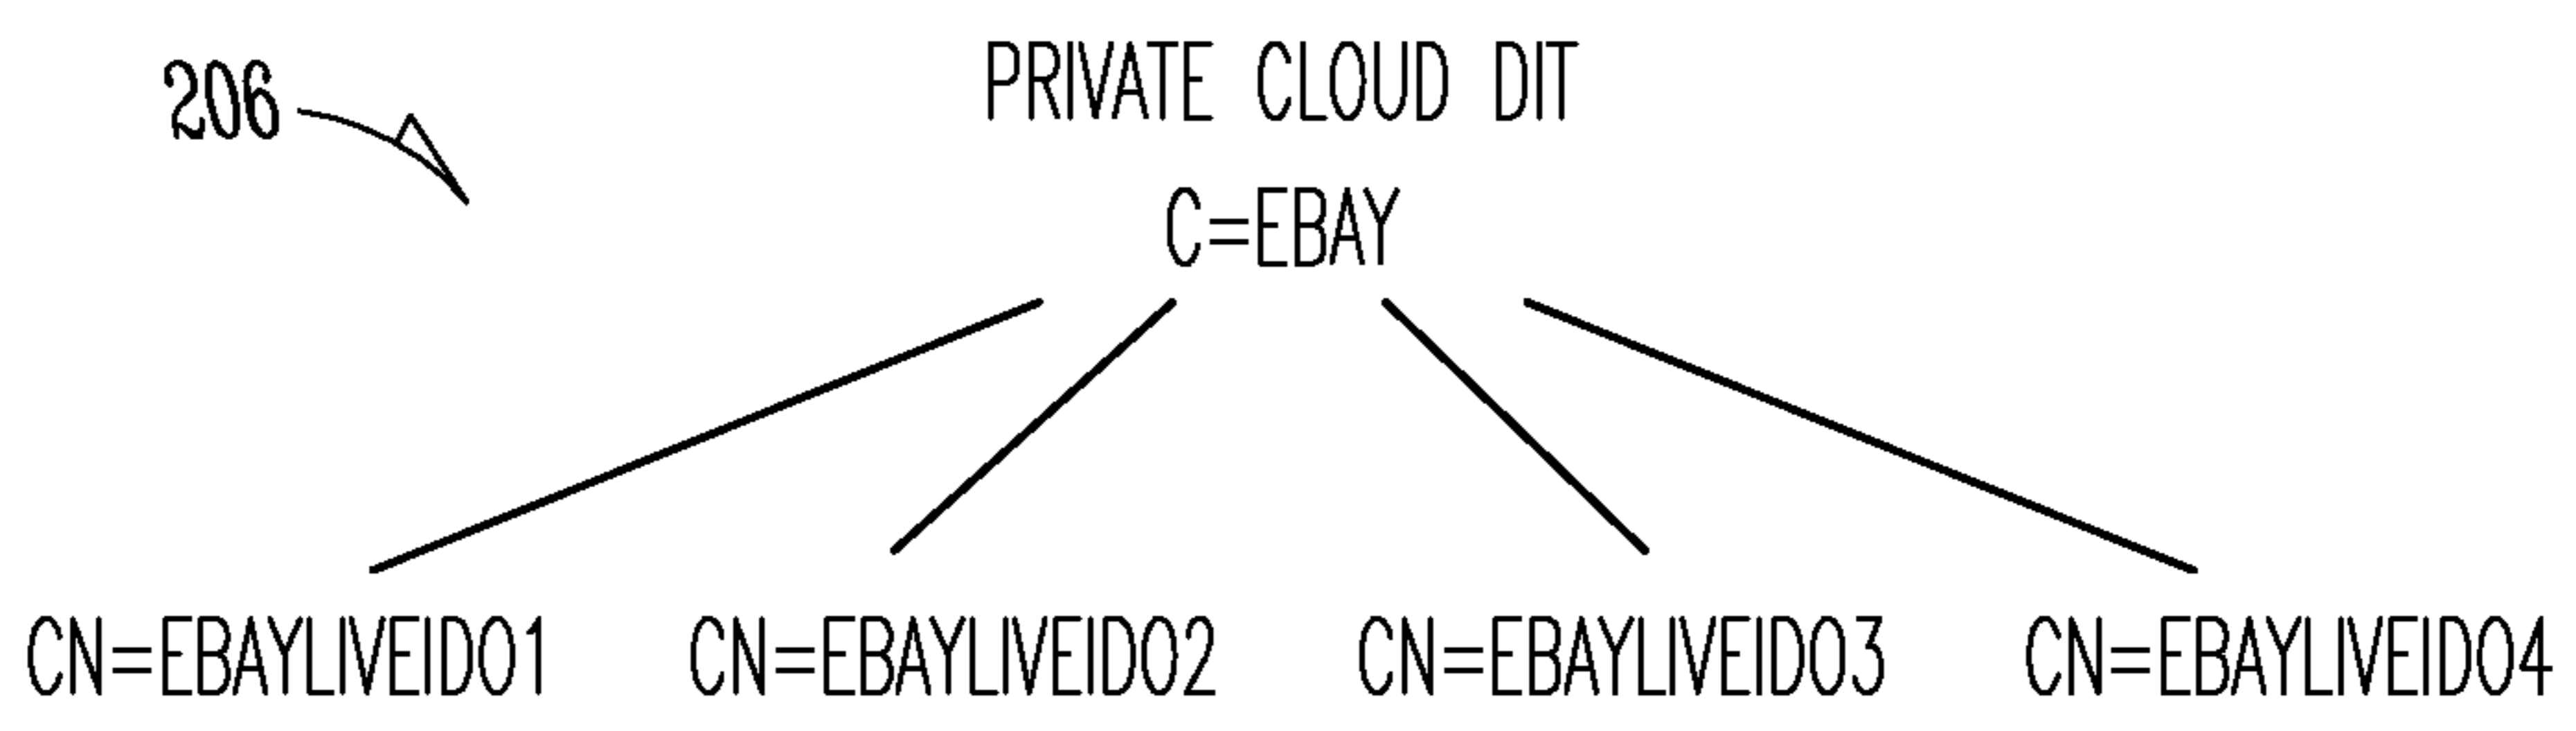 206
PRIVATE CLOUD DIT
C=EBAY
CN=EBAYLIVEID01 CN=EBAYLIVEID02 CN=EBAYLIVEID03 CN=EBAYLIVEID04